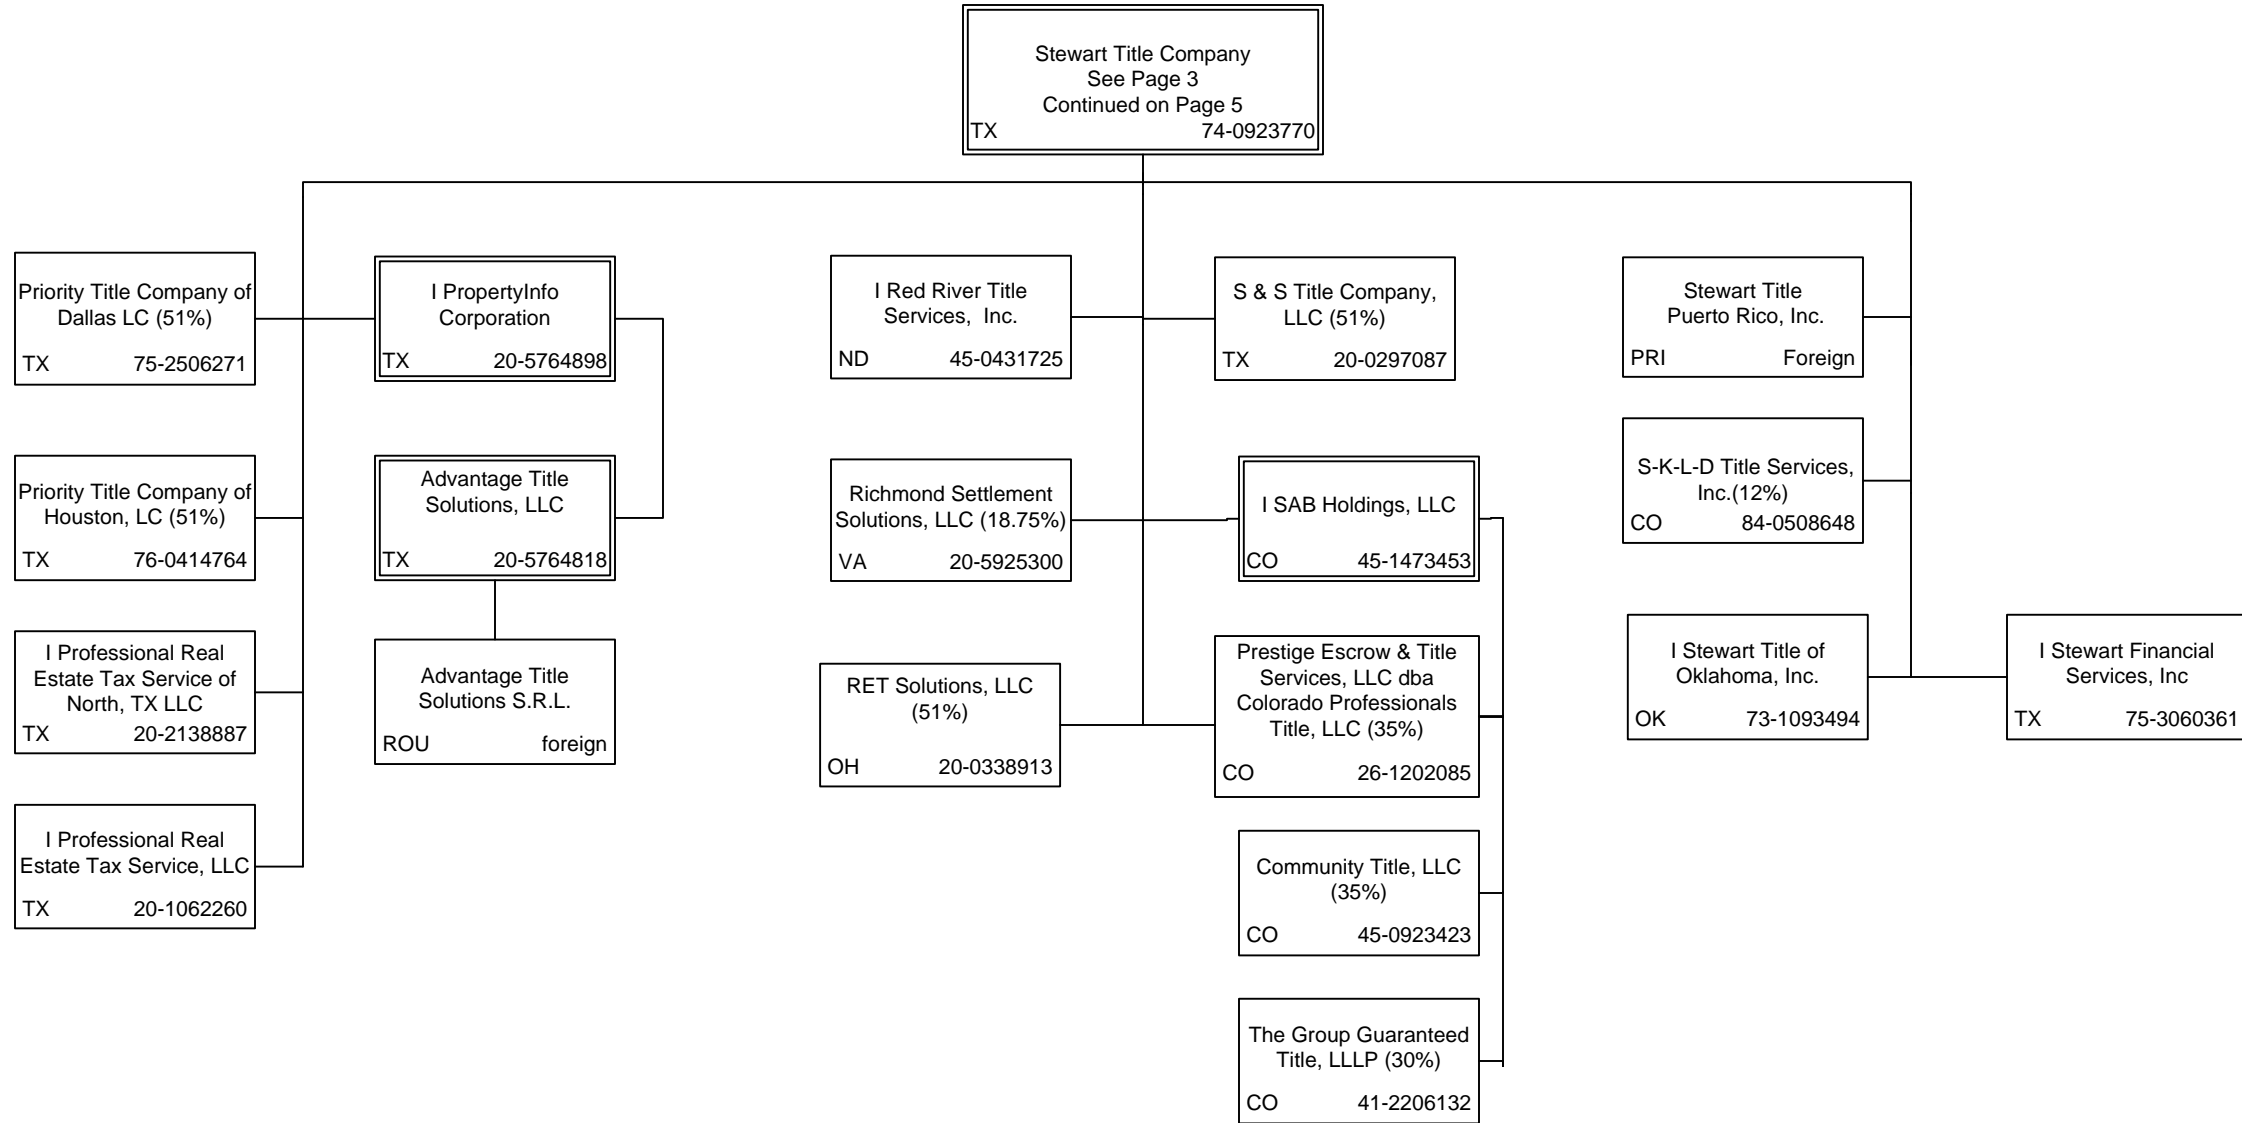 Stewart Title Company
See Page 3
Continued on Page 5
TX 74-0923770
Priority Title Company of
Dallas LC (51%)
TX 75-2506271
I PropertyInfo
Corporation
TX 20-5764898
I Red River Title
Services, Inc.
ND 45-0431725
S & S Title Company,
LLC (51%)
TX 20-0297087
Stewart Title
Puerto Rico, Inc.
PRI Foreign
Priority Title Company of
Houston, LC (51%)
TX 76-0414764
Advantage Title
Solutions, LLC
TX 20-5764818
Richmond Settlement
Solutions, LLC (18.75%)
VA 20-5925300
I SAB Holdings, LLC
CO 45-1473453
S-K-L-D Title Services,
Inc.(12%)
CO 84-0508648
I Professional Real
Estate Tax Service of
North, TX LLC
TX 20-2138887
Advantage Title
Solutions S.R.L.
ROU foreign
RET Solutions, LLC
(51%)
OH 20-0338913
Prestige Escrow & Title
Services, LLC dba
Colorado Professionals
Title, LLC (35%)
CO 26-1202085
I Stewart Title of
Oklahoma, Inc.
OK 73-1093494
I Stewart Financial
Services, Inc
TX 75-3060361
I Professional Real
Estate Tax Service, LLC
TX 20-1062260
Community Title, LLC
(35%)
CO 45-0923423
The Group Guaranteed
Title, LLLP (30%)
CO 41-2206132